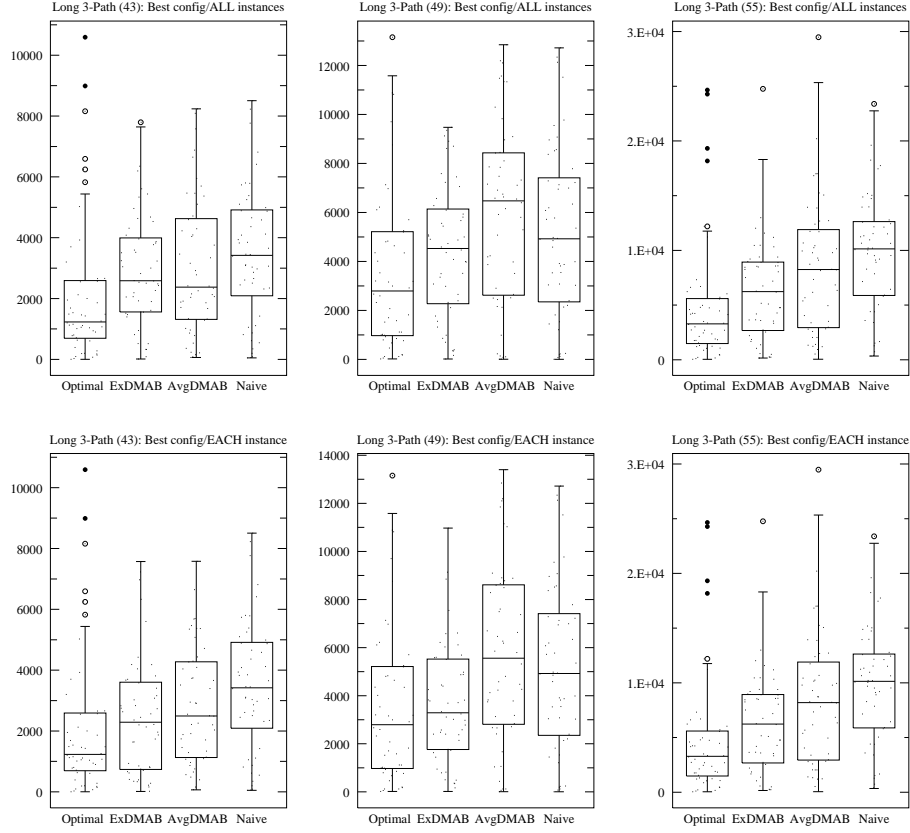 Long 3-Path (43): Best config/ALL instances
10000
8000
6000
4000
2000
0
Optimal ExDMAB AvgDMAB Naive
Long 3-Path (49): Best config/ALL instances
12000
10000
8000
6000
4000
2000
0
Optimal ExDMAB AvgDMAB Naive
Long 3-Path (55): Best config/ALL instances
3.E+04
2.E+04
1.E+04
0
Optimal ExDMAB AvgDMAB Naive
Long 3-Path (43): Best config/EACH instance
10000
8000
6000
4000
2000
0
Optimal ExDMAB AvgDMAB Naive
Long 3-Path (49): Best config/EACH instance
14000
12000
10000
8000
6000
4000
2000
0
Optimal ExDMAB AvgDMAB Naive
Long 3-Path (55): Best config/EACH instance
3.E+04
2.E+04
1.E+04
0
Optimal ExDMAB AvgDMAB Naive